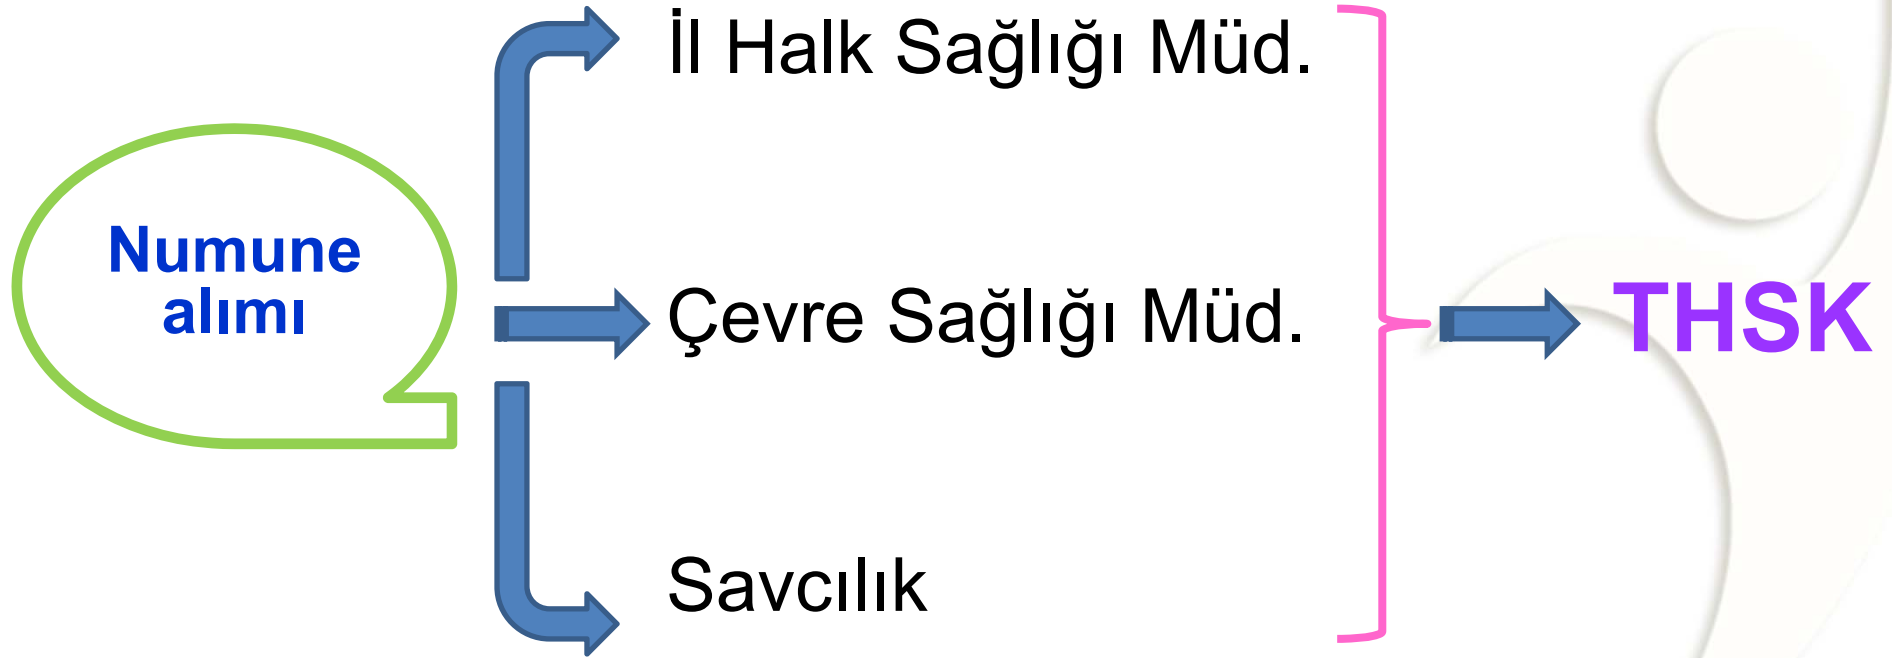 Numune
alımı
İl Halk Sağlığı Müd.
Çevre Sağlığı Müd.
Savcılık
THSK